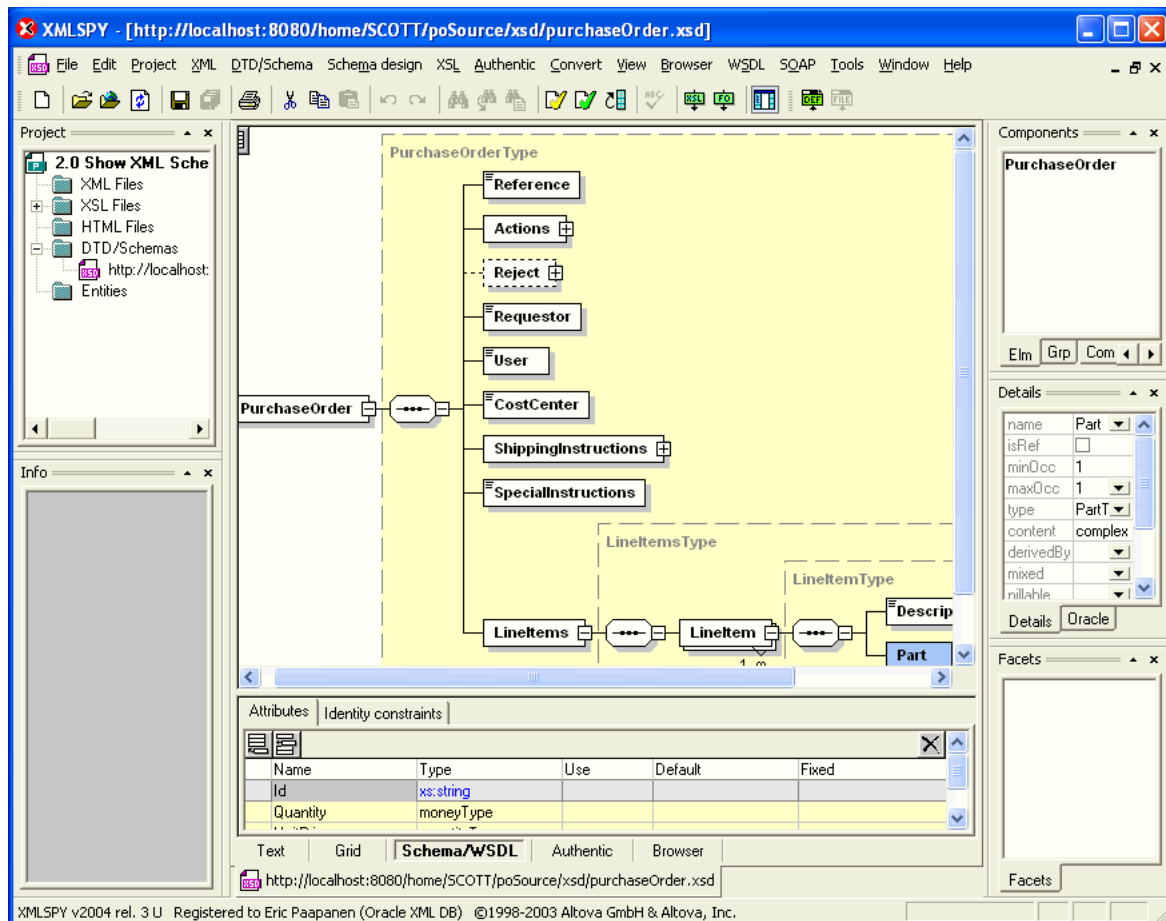 XMLSPY - [http://localhost:8080/home/SCOTT/poSource/xsd/purchaseOrder.xsd]
File Edit Project XML DTD/Schema Schema design XSL Authentic Convert View Browser WSDL SOAP Tools Window Help
Project
2.0 Show XML Sche
XML Files
XSL Files
HTML Files
DTD/Schemas
http://localhost:
Entities
Info
PurchaseOrderType
Reference
Actions
Reject
Requestor
User
PurchaseOrder
CostCenter
ShippingInstructions
SpecialInstructions
LineItemsType
LineItemType
LineItems
LineItem
Descrip
Part
Attributes Identity constraints
Name Type Use Default Fixed
Id xs:string
Quantity moneyType
Text Grid Schema/WSDL Authentic Browser
http://localhost:8080/home/SCOTT/poSource/xsd/purchaseOrder.xsd
Components
PurchaseOrder
Elm Grp Com
Details
name Part
isRef
minOcc 1
maxOcc 1
type PartT
content complex
derivedBy
mixed
nillable
Details Oracle
Facets
Facets
XMLSPY v2004 rel. 3 U Registered to Eric Paapanen (Oracle XML DB) ©1998-2003 Altova GmbH & Altova, Inc.